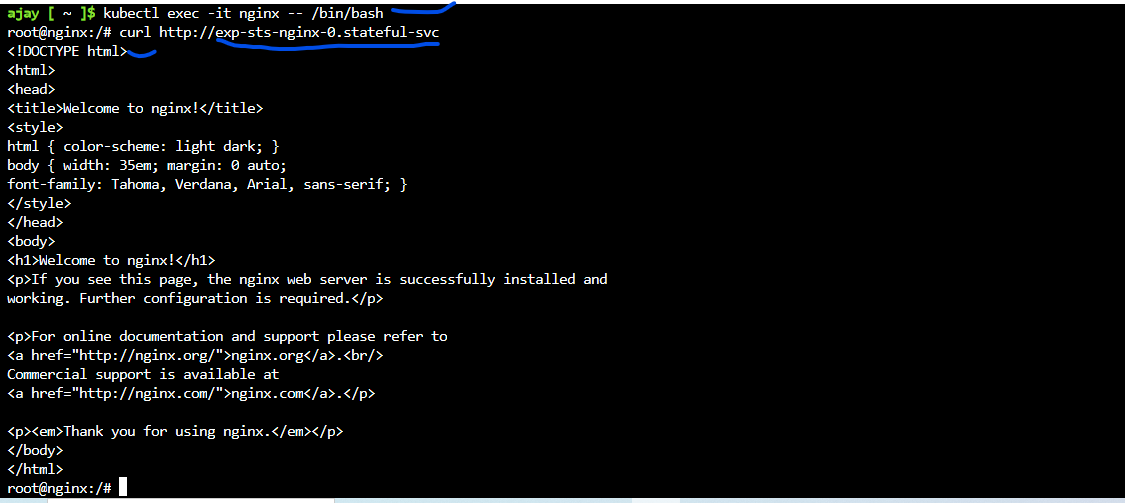 ajay [ ~ ]$ kubectl exec -it nginx -- /bin/bash
root@nginx:/# curl http://exp-sts-nginx-0.stateful-svc
<!DOCTYPE html>
<html>
<head>
<title>Welcome to nginx!</title>
<style>
html { color-scheme: light dark; }
body { width: 35em; margin: 0 auto;
font-family: Tahoma, Verdana, Arial, sans-serif; }
</style>
</head>
<body>
<h1>Welcome to nginx!</h1>
<p>If you see this page, the nginx web server is successfully installed and
working. Further configuration is required.</p>
<p>For online documentation and support please refer to
<a href="http://nginx.org/">nginx.org</a>.<br/>
Commercial support is available at
<a href="http://nginx.com/">nginx.com</a>.</p>
<p><em>Thank you for using nginx.</em></p>
</body>
</html>
root@nginx:/#